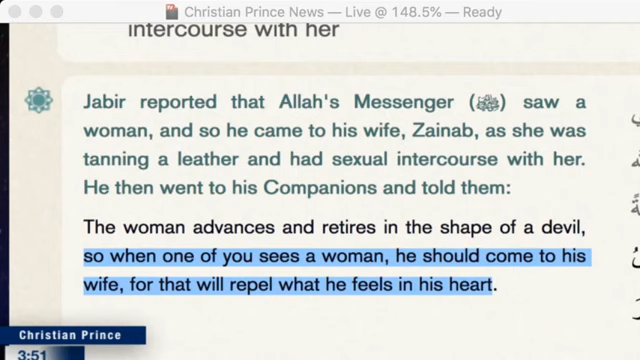 Christian Prince News — Live @ 148.5% — Ready
intercourse with her
Jabir reported that Allah's Messenger (ﷺ) saw a
woman, and so he came to his wife, Zainab, as she was
tanning a leather and had sexual intercourse with her.
He then went to his Companions and told them:
The woman advances and retires in the shape of a devil,
so when one of you sees a woman, he should come to his
wife, for that will repel what he feels in his heart.
Christian Prince
3:51